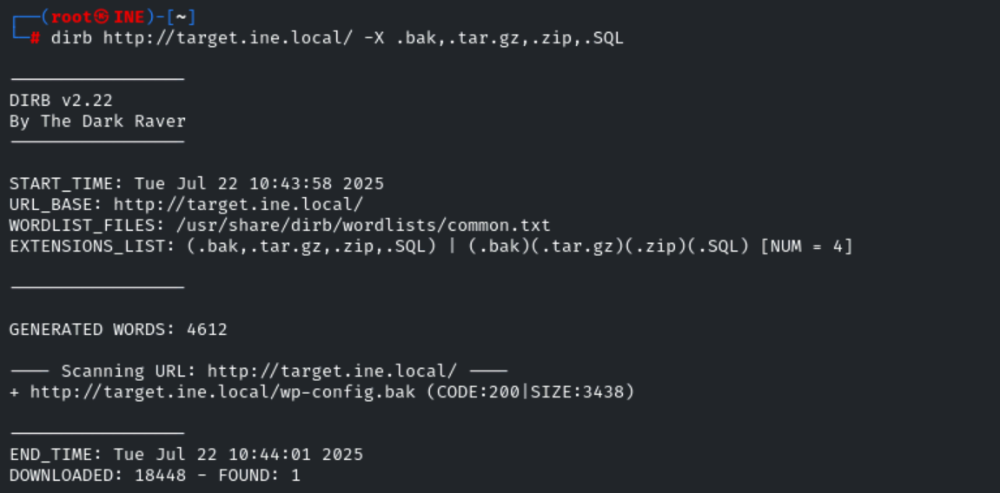 ┌──(root㉿INE)-[~]
└─# dirb http://target.ine.local/ -X .bak,.tar.gz,.zip,.SQL
-----------------
DIRB v2.22
By The Dark Raver
-----------------
START_TIME: Tue Jul 22 10:43:58 2025
URL_BASE: http://target.ine.local/
WORDLIST_FILES: /usr/share/dirb/wordlists/common.txt
EXTENSIONS_LIST: (.bak,.tar.gz,.zip,.SQL) | (.bak)(.tar.gz)(.zip)(.SQL) [NUM = 4]
-----------------
GENERATED WORDS: 4612
---- Scanning URL: http://target.ine.local/ ----
+ http://target.ine.local/wp-config.bak (CODE:200|SIZE:3438)
-----------------
END_TIME: Tue Jul 22 10:44:01 2025
DOWNLOADED: 18448 - FOUND: 1